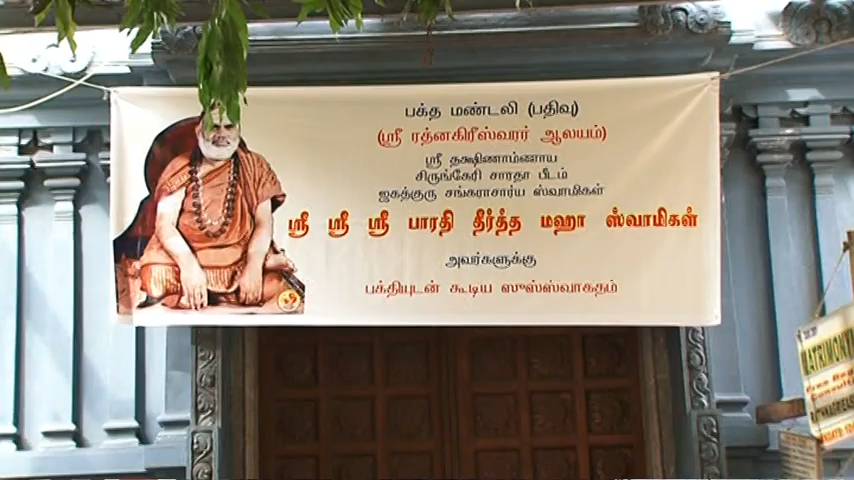 பக்த மண்டலி (பதிவு)
(ஸ்ரீ ரத்னகிரீஸ்வரர் ஆலயம்)
ஸ்ரீ தக்ஷிணாம்னாய
சிருங்கேரி சாரதா பீடம்
ஜகத்குரு சங்கராசார்ய ஸ்வாமிகள்
ஸ்ரீ ஸ்ரீ ஸ்ரீ பாரதி தீர்த்த மஹா ஸ்வாமிகள்
அவர்களுக்கு
பக்தியுடன் கூடிய ஸுஸ்ஸ்வாகதம்
MATRIMONY